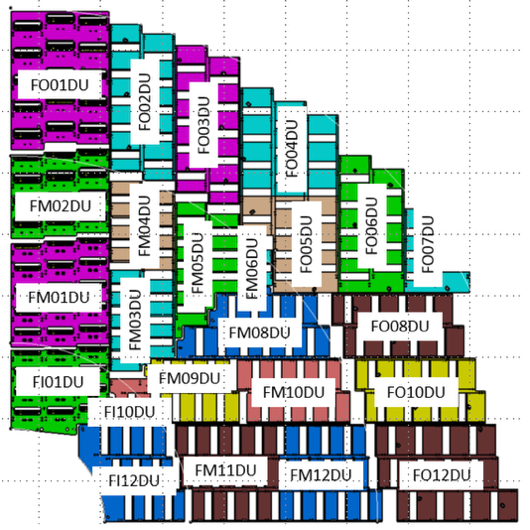 FO01DU
FO02DU
FO03DU
FO04DU
FM02DU
FM04DU
FM05DU
FM06DU
FO05DU
FO06DU
FO07DU
FM01DU
FM03DU
FM08DU
FO08DU
FI01DU
FM09DU
FM10DU
FO10DU
FI10DU
FI12DU
FM11DU
FM12DU
FO12DU